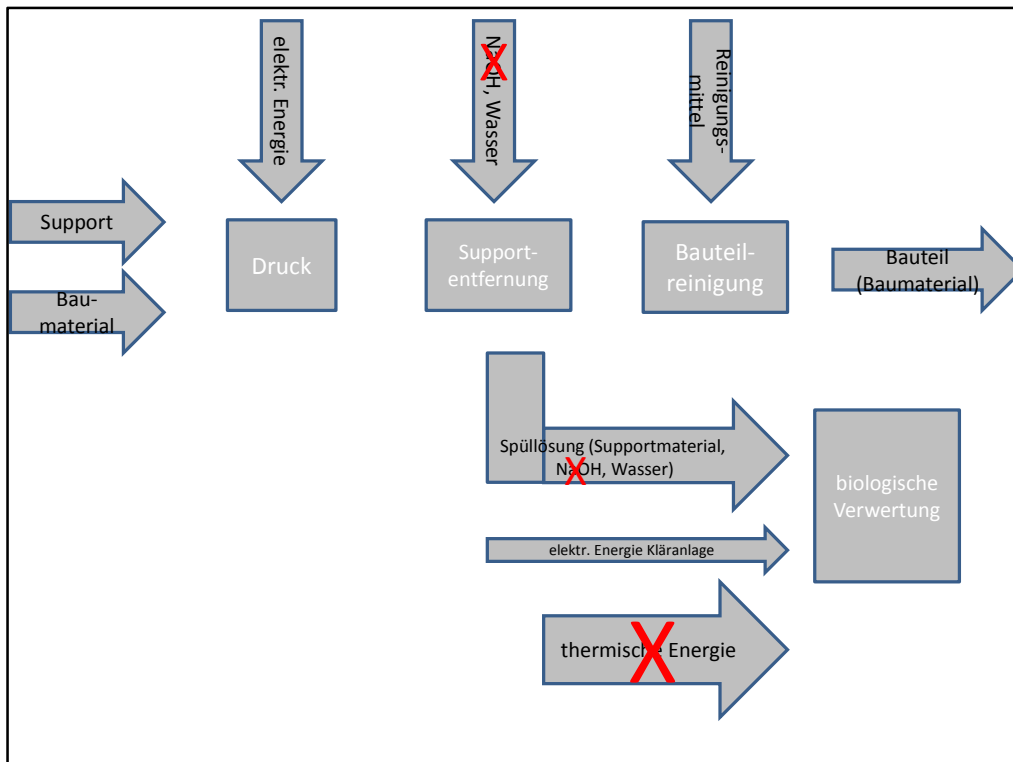 elektr. Energie
NaOH, Wasser
Reinigungs-
mittel
Support
Bau-
material
Druck
Support-
entfernung
Bauteil-
reinigung
Bauteil
(Baumaterial)
Spüllösung (Supportmaterial,
NaOH, Wasser)
elektr. Energie Kläranlage
thermische Energie
biologische
Verwertung